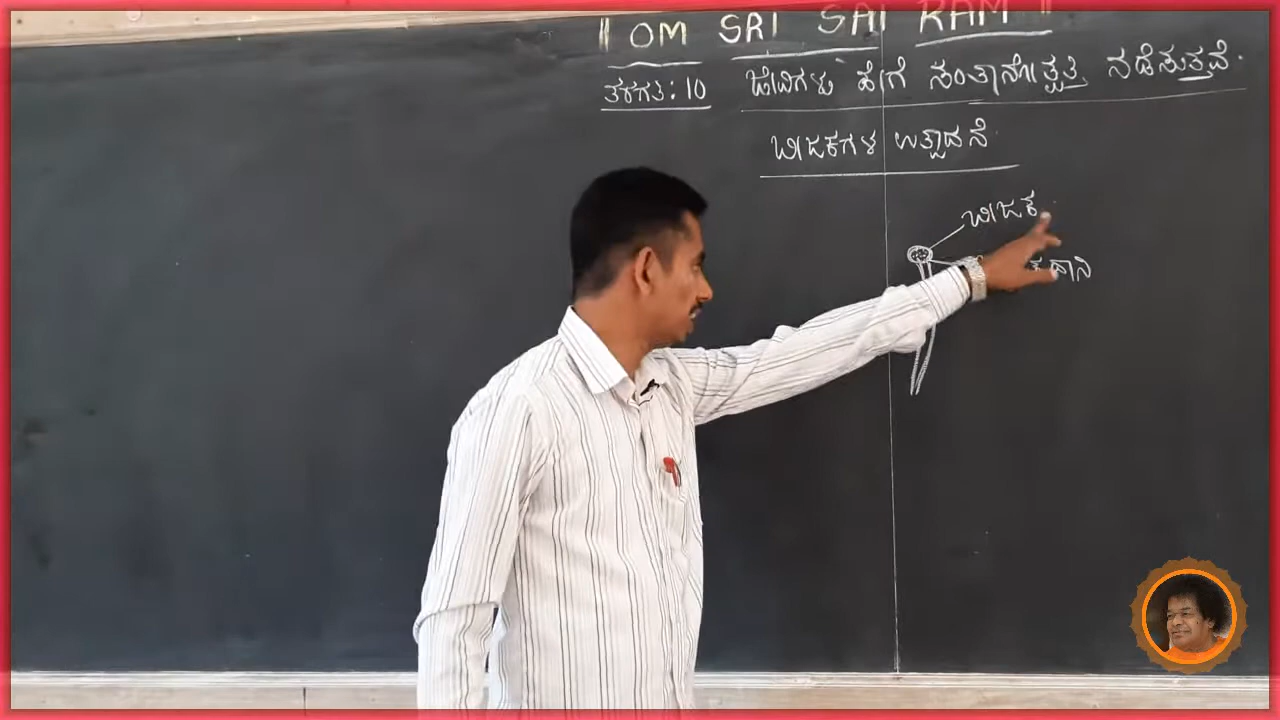 ॥ OM SRI SAI RAM ॥
ತರಗತಿ: 10 ಜೀವಿಗಳು ಹೇಗೆ ಸಂತಾನೋತ್ಪತ್ತಿ ನಡೆಸುತ್ತವೆ.
ಬೀಜಕಗಳ ಉತ್ಪಾದನೆ
ಬೀಜಕ